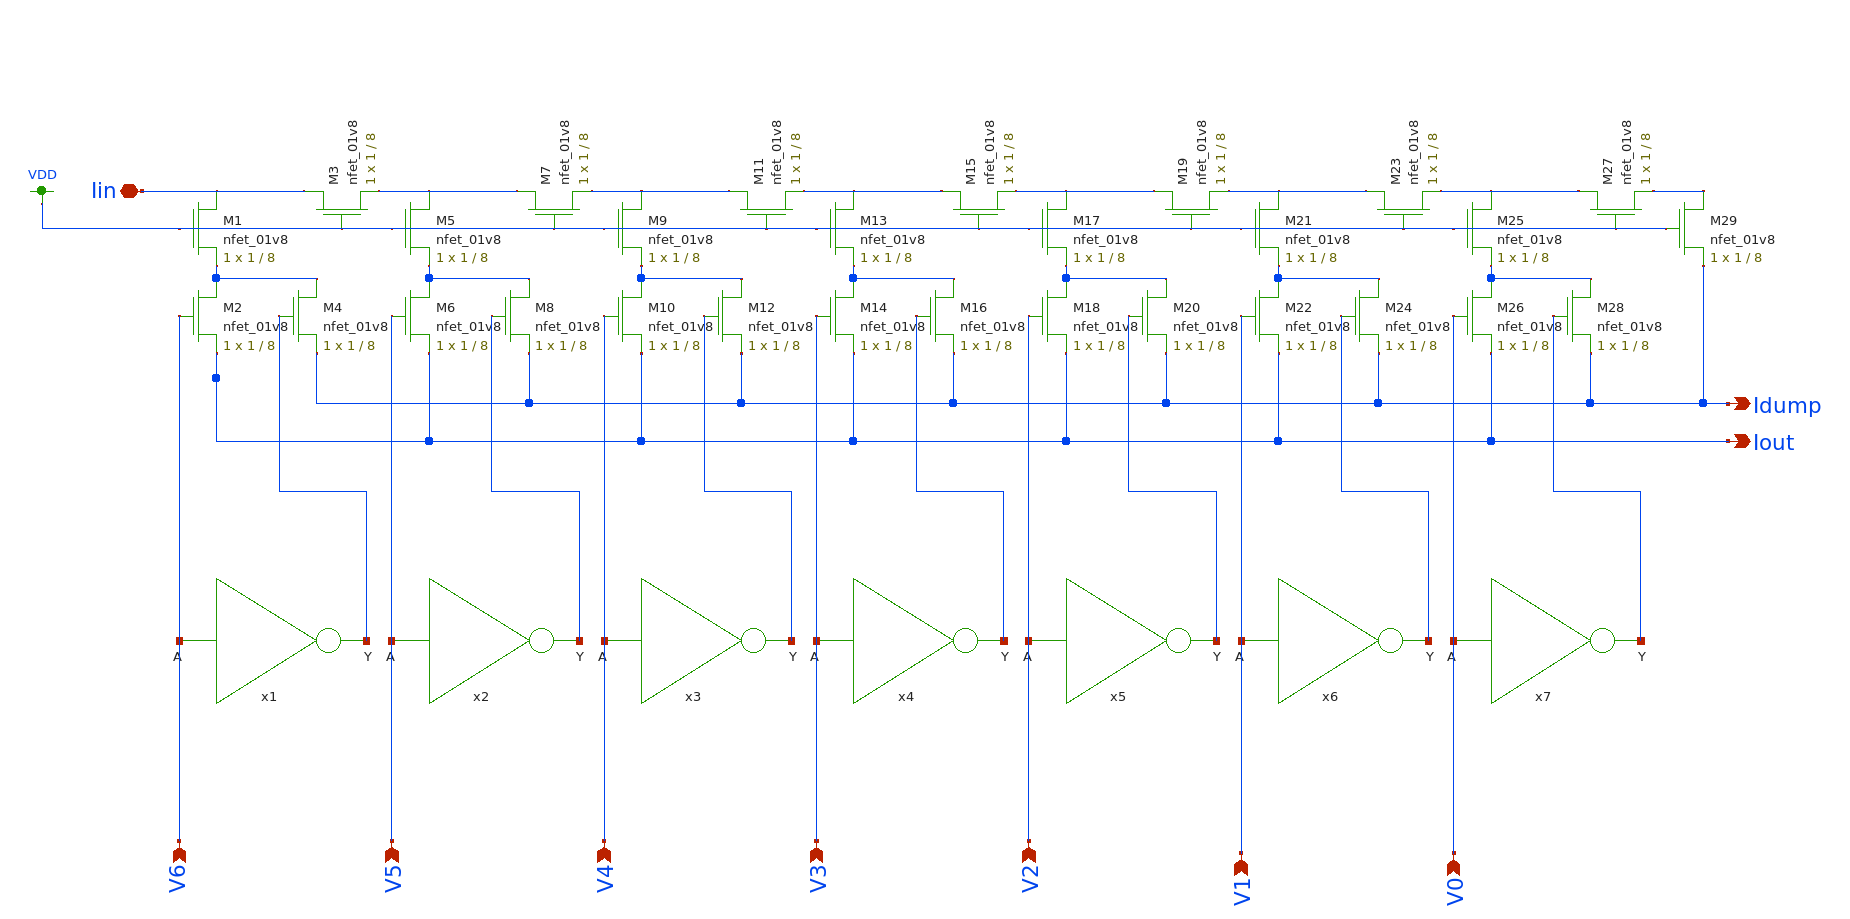 VDD
Iin
M3
nfet_01v8
1 x 1 / 8
M7
nfet_01v8
1 x 1 / 8
M11
nfet_01v8
1 x 1 / 8
M15
nfet_01v8
1 x 1 / 8
M19
nfet_01v8
1 x 1 / 8
M23
nfet_01v8
1 x 1 / 8
M27
nfet_01v8
1 x 1 / 8
M1
nfet_01v8
1 x 1 / 8
M5
nfet_01v8
1 x 1 / 8
M9
nfet_01v8
1 x 1 / 8
M13
nfet_01v8
1 x 1 / 8
M17
nfet_01v8
1 x 1 / 8
M21
nfet_01v8
1 x 1 / 8
M25
nfet_01v8
1 x 1 / 8
M29
nfet_01v8
1 x 1 / 8
M2
nfet_01v8
1 x 1 / 8
M4
nfet_01v8
1 x 1 / 8
M6
nfet_01v8
1 x 1 / 8
M8
nfet_01v8
1 x 1 / 8
M10
nfet_01v8
1 x 1 / 8
M12
nfet_01v8
1 x 1 / 8
M14
nfet_01v8
1 x 1 / 8
M16
nfet_01v8
1 x 1 / 8
M18
nfet_01v8
1 x 1 / 8
M20
nfet_01v8
1 x 1 / 8
M22
nfet_01v8
1 x 1 / 8
M24
nfet_01v8
1 x 1 / 8
M26
nfet_01v8
1 x 1 / 8
M28
nfet_01v8
1 x 1 / 8
Idump
Iout
A
Y
x1
A
Y
x2
A
Y
x3
A
Y
x4
A
Y
x5
A
Y
x6
A
Y
x7
V6
V5
V4
V3
V2
V1
V0